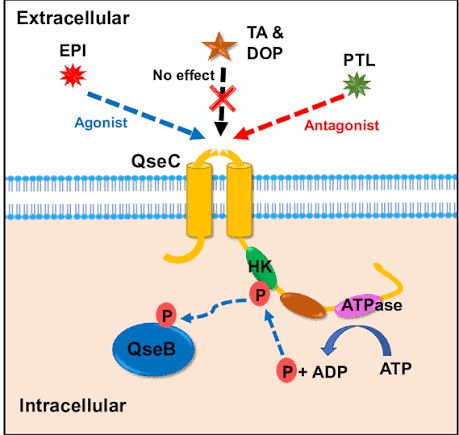 Extracellular
TA &
DOP
EPI
PTL
No effect
Agonist
Antagonist
QseC
HK
P
ATPase
P
QseB
P + ADP
ATP
Intracellular